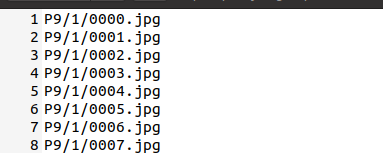 1 P9/1/0000.jpg
2 P9/1/0001.jpg
3 P9/1/0002.jpg
4 P9/1/0003.jpg
5 P9/1/0004.jpg
6 P9/1/0005.jpg
7 P9/1/0006.jpg
8 P9/1/0007.jpg